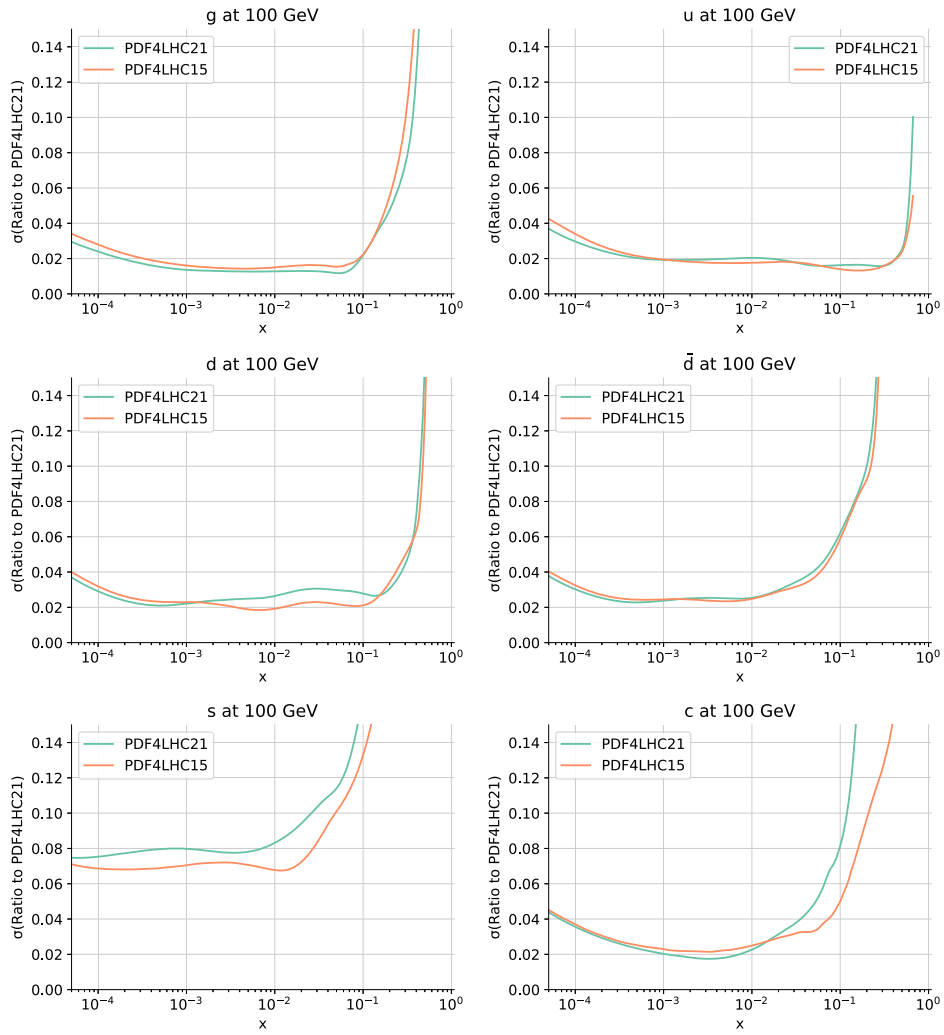 g at 100 GeV
PDF4LHC21
PDF4LHC15
σ(Ratio to PDF4LHC21)
0.14
0.12
0.10
0.08
0.06
0.04
0.02
0.00
10⁻⁴ 10⁻³ 10⁻² 10⁻¹ 10⁰
x
u at 100 GeV
PDF4LHC21
PDF4LHC15
σ(Ratio to PDF4LHC21)
0.14
0.12
0.10
0.08
0.06
0.04
0.02
0.00
10⁻⁴ 10⁻³ 10⁻² 10⁻¹ 10⁰
x
d at 100 GeV
PDF4LHC21
PDF4LHC15
σ(Ratio to PDF4LHC21)
0.14
0.12
0.10
0.08
0.06
0.04
0.02
0.00
10⁻⁴ 10⁻³ 10⁻² 10⁻¹ 10⁰
x
d̄ at 100 GeV
PDF4LHC21
PDF4LHC15
σ(Ratio to PDF4LHC21)
0.14
0.12
0.10
0.08
0.06
0.04
0.02
0.00
10⁻⁴ 10⁻³ 10⁻² 10⁻¹ 10⁰
x
s at 100 GeV
PDF4LHC21
PDF4LHC15
σ(Ratio to PDF4LHC21)
0.14
0.12
0.10
0.08
0.06
0.04
0.02
0.00
10⁻⁴ 10⁻³ 10⁻² 10⁻¹ 10⁰
x
c at 100 GeV
PDF4LHC21
PDF4LHC15
σ(Ratio to PDF4LHC21)
0.14
0.12
0.10
0.08
0.06
0.04
0.02
0.00
10⁻⁴ 10⁻³ 10⁻² 10⁻¹ 10⁰
x